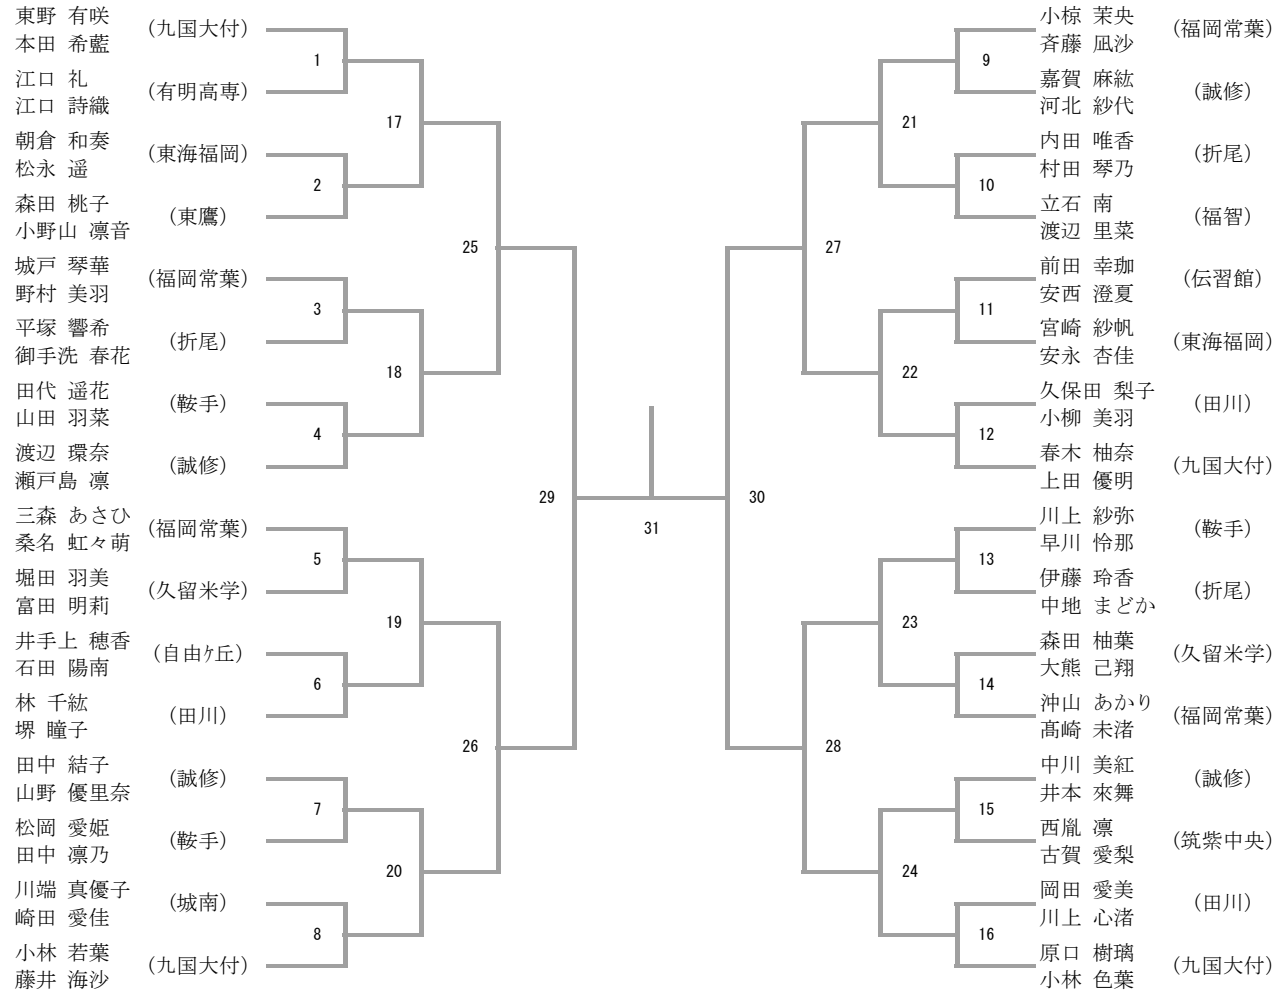 東野 有咲
本田 希藍
(九国大付)
1
江口 礼
江口 詩織
(有明高専)
17
朝倉 和奏
松永 遥
(東海福岡)
2
森田 桃子
小野山 凛音
(東鷹)
25
城戸 琴華
野村 美羽
(福岡常葉)
3
平塚 響希
御手洗 春花
(折尾)
18
田代 遥花
山田 羽菜
(鞍手)
4
渡辺 環奈
瀬戸島 凛
(誠修)
29
三森 あさひ
桑名 虹々萌
(福岡常葉)
5
堀田 羽美
富田 明莉
(久留米学)
19
井手上 穂香
石田 陽南
(自由ケ丘)
6
林 千紘
堺 瞳子
(田川)
26
田中 結子
山野 優里奈
(誠修)
7
松岡 愛姫
田中 凛乃
(鞍手)
20
川端 真優子
崎田 愛佳
(城南)
8
小林 若葉
藤井 海沙
(九国大付)
31
小椋 茉央
斉藤 凪沙
(福岡常葉)
9
嘉賀 麻紘
河北 紗代
(誠修)
21
内田 唯香
村田 琴乃
(折尾)
10
立石 南
渡辺 里菜
(福智)
27
前田 幸珈
安西 澄夏
(伝習館)
11
宮崎 紗帆
安永 杏佳
(東海福岡)
22
久保田 梨子
小柳 美羽
(田川)
12
春木 柚奈
上田 優明
(九国大付)
30
川上 紗弥
早川 怜那
(鞍手)
13
伊藤 玲香
中地 まどか
(折尾)
23
森田 柚葉
大熊 己翔
(久留米学)
14
沖山 あかり
髙崎 未渚
(福岡常葉)
28
中川 美紅
井本 來舞
(誠修)
15
西胤 凛
古賀 愛梨
(筑紫中央)
24
岡田 愛美
川上 心渚
(田川)
16
原口 樹璃
小林 色葉
(九国大付)